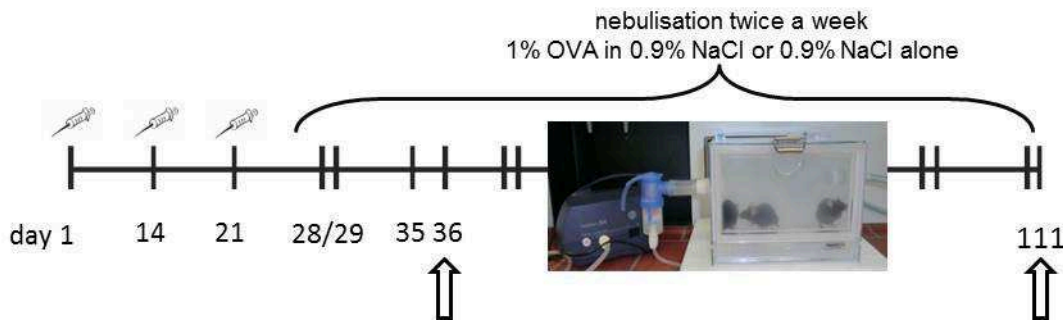 nebulisation twice a week
1% OVA in 0.9% NaCl or 0.9% NaCl alone
day 1 14 21 28/29 35 36 111